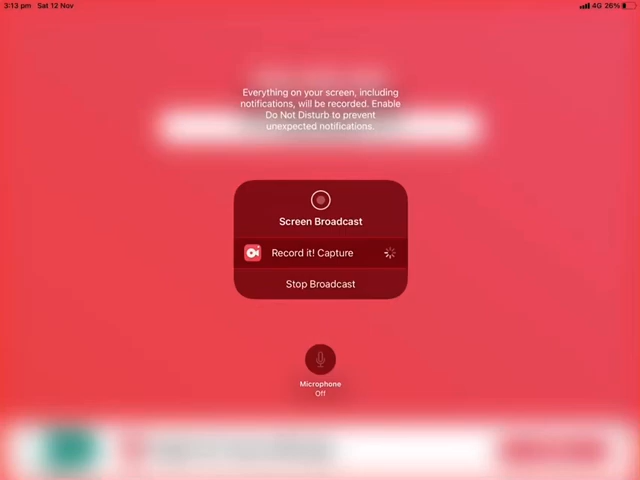 3:13 pm Sat 12 Nov
4G 26%
Everything on your screen, including
notifications, will be recorded. Enable
Do Not Disturb to prevent
unexpected notifications.
Screen Broadcast
Record it! Capture
Stop Broadcast
Microphone
Off